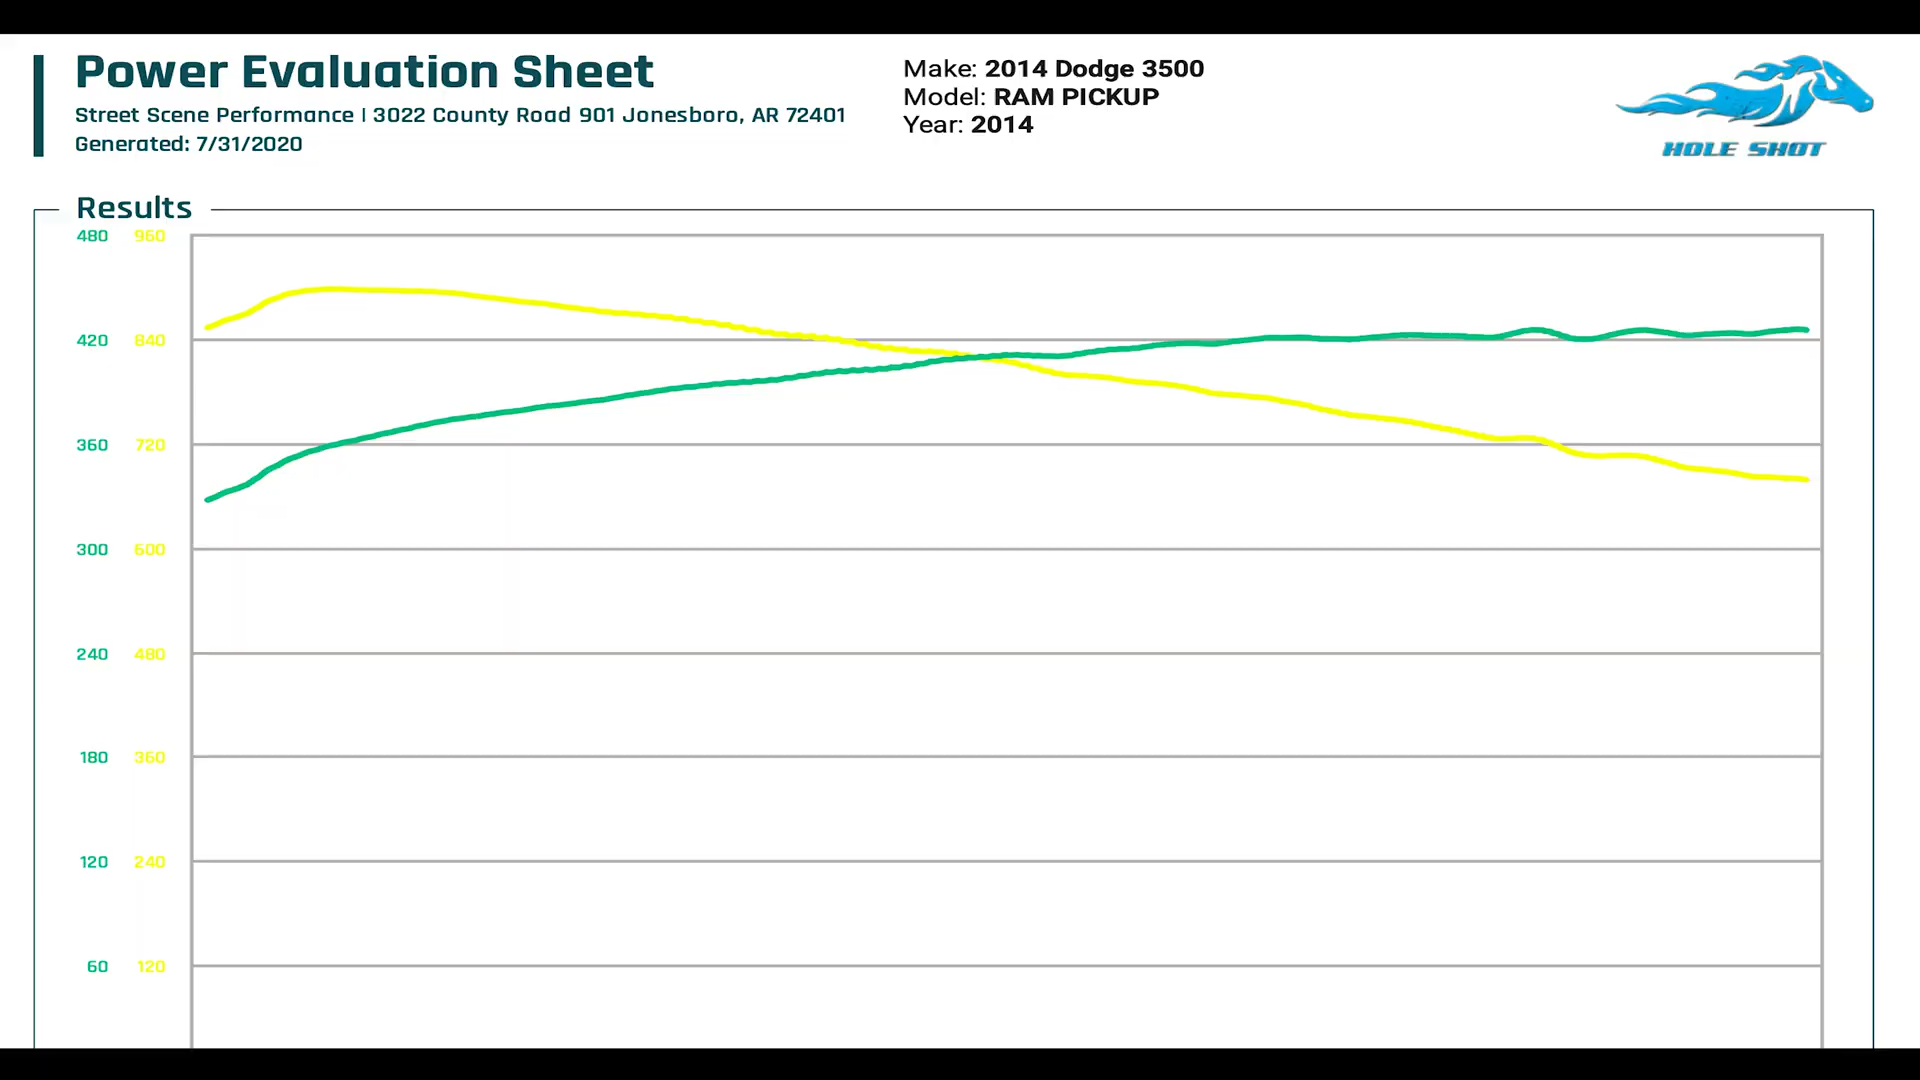 Power Evaluation Sheet
Street Scene Performance | 3022 County Road 901 Jonesboro, AR 72401
Generated: 7/31/2020
Make: 2014 Dodge 3500
Model: RAM PICKUP
Year: 2014
HOLE SHOT
Results
480 960
420 840
360 720
300 600
240 480
180 360
120 240
60 120